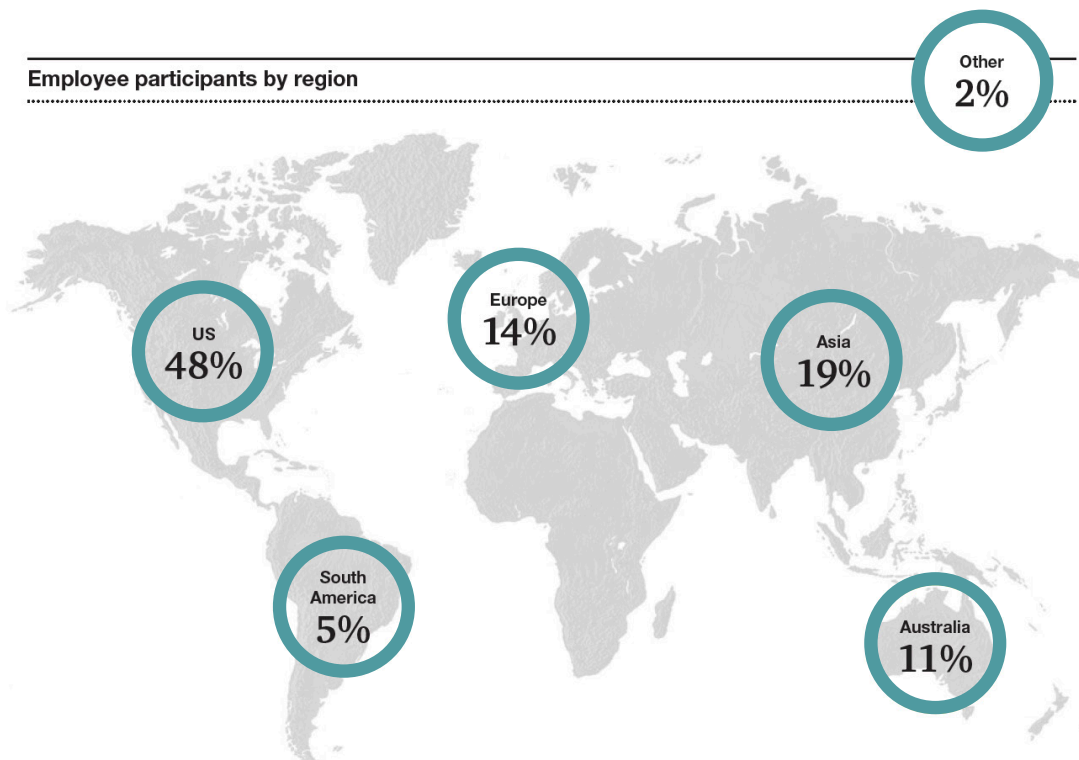 Employee participants by region
Other
2%
US
48%
Europe
14%
Asia
19%
South
America
5%
Australia
11%